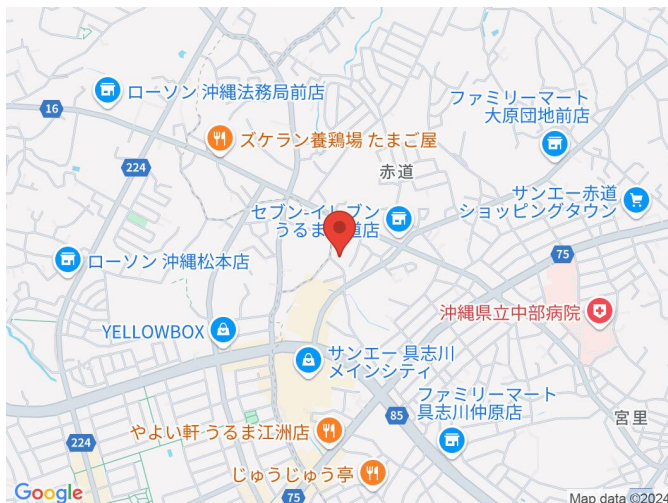 ローソン 沖縄法務局前店
ファミリーマート
大原団地前店
16
ズケラン養鶏場 たまご屋
224
赤道
サンエー赤道
ショッピングタウン
セブン-イレブン
うるま
道店
75
ローソン 沖縄松本店
沖縄県立中部病院
YELLOWBOX
サンエー 具志川
メインシティ
ファミリーマート
具志川仲原店
85
宮里
やよい軒 うるま江洲店
224
じゅうじゅう亭
75
Google
Map data ©2024